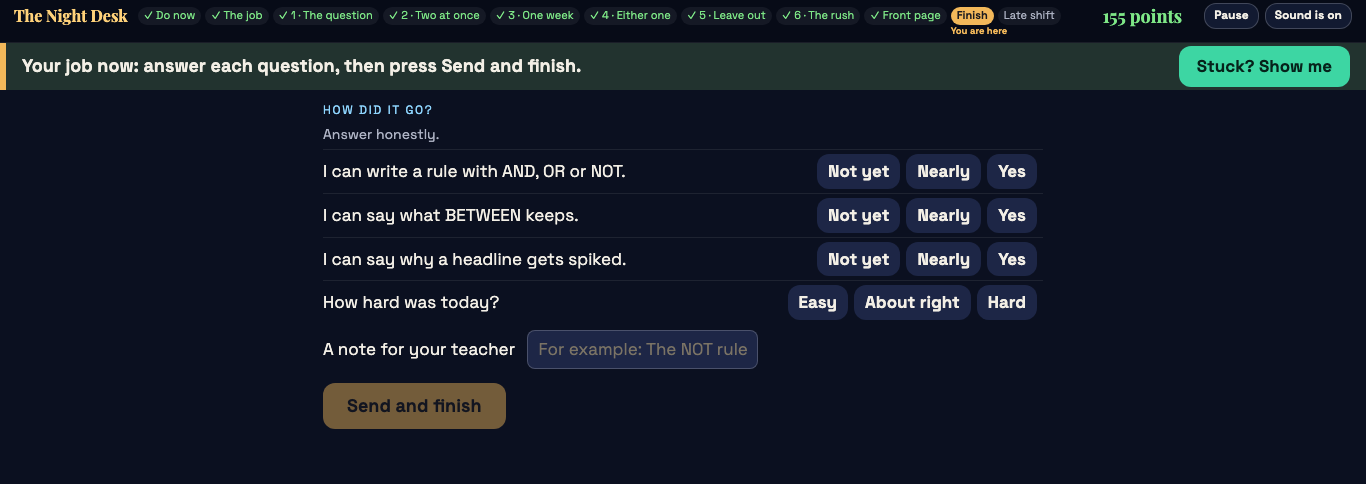 The Night Desk ✓ Do now ✓ The job ✓ 1 · The question ✓ 2 · Two at once ✓ 3 · One week ✓ 4 · Either one ✓ 5 · Leave out ✓ 6 · The rush ✓ Front page Finish Late shift 155 points Pause Sound is on
You are here
Your job now: answer each question, then press Send and finish. Stuck? Show me
HOW DID IT GO?
Answer honestly.
I can write a rule with AND, OR or NOT. Not yet Nearly Yes
I can say what BETWEEN keeps. Not yet Nearly Yes
I can say why a headline gets spiked. Not yet Nearly Yes
How hard was today? Easy About right Hard
A note for your teacher For example: The NOT rule
Send and finish